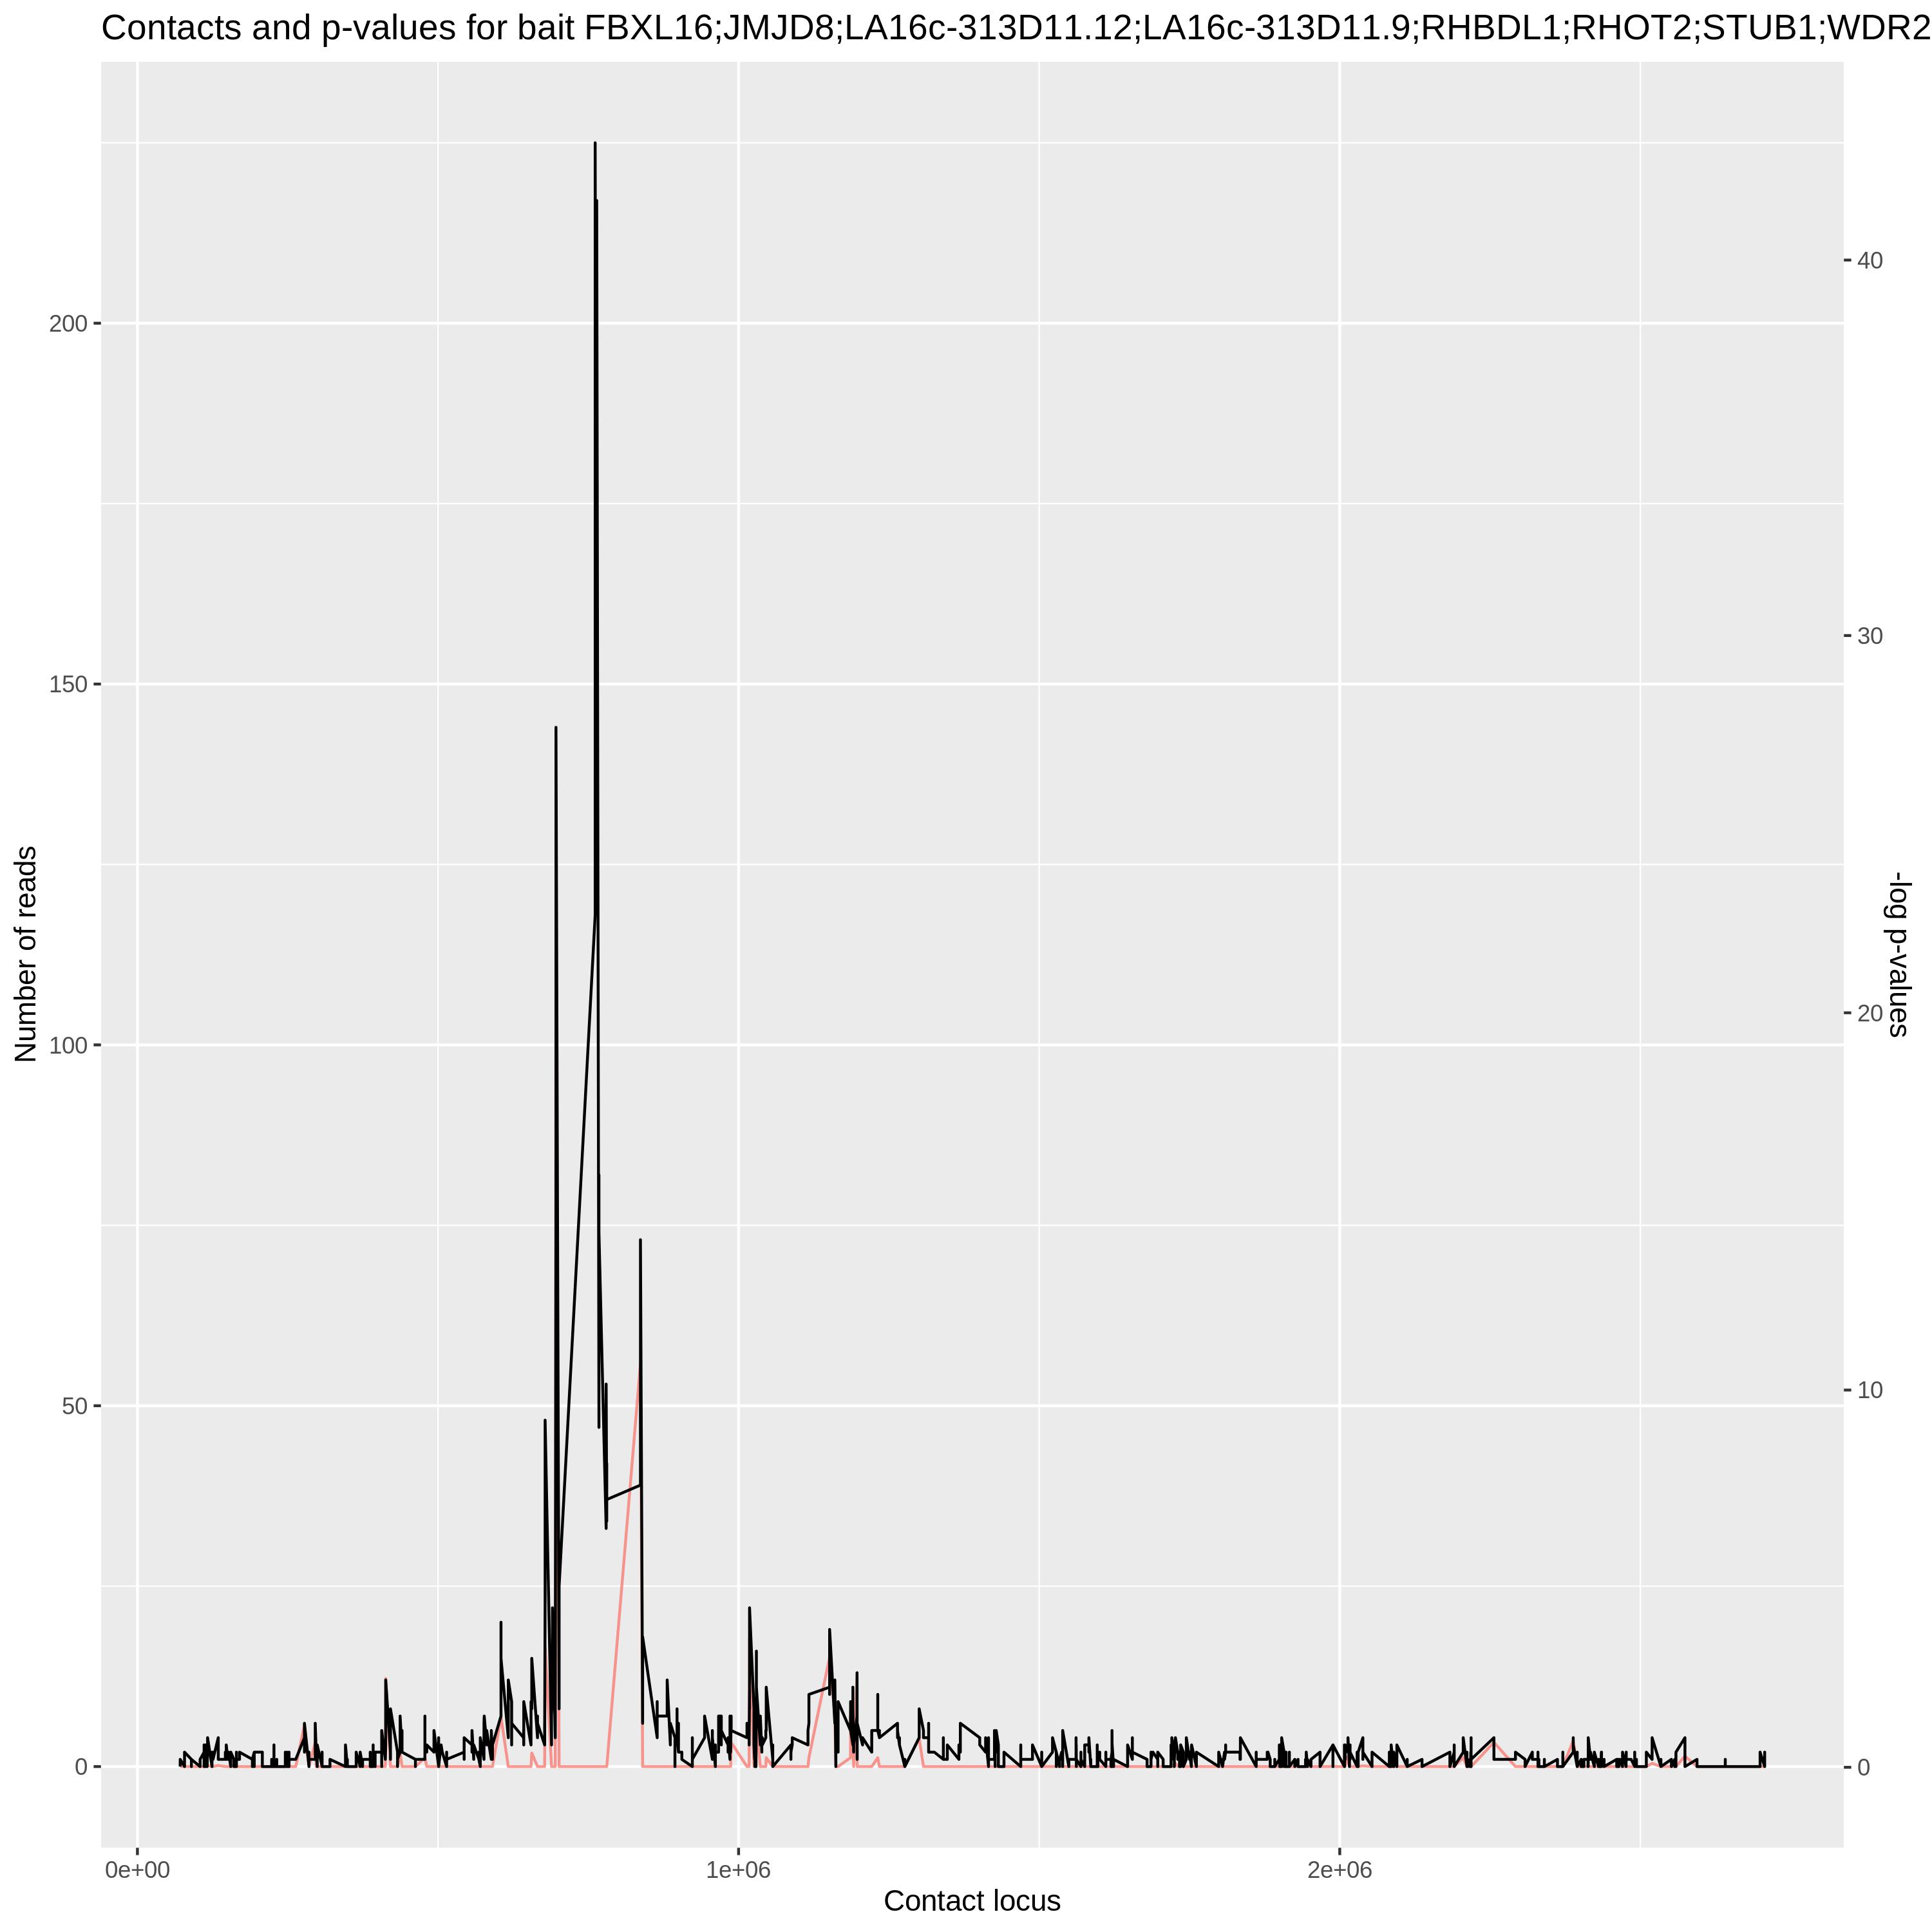 Contacts and p-values for bait FBXL16;JMJD8;LA16c-313D11.12;LA16c-313D11.9;RHBDL1;RHOT2;STUB1;WDR2
Number of reads
200
150
100
50
0
40
30
20
10
0
-log p-values
0e+00 1e+06 2e+06
Contact locus